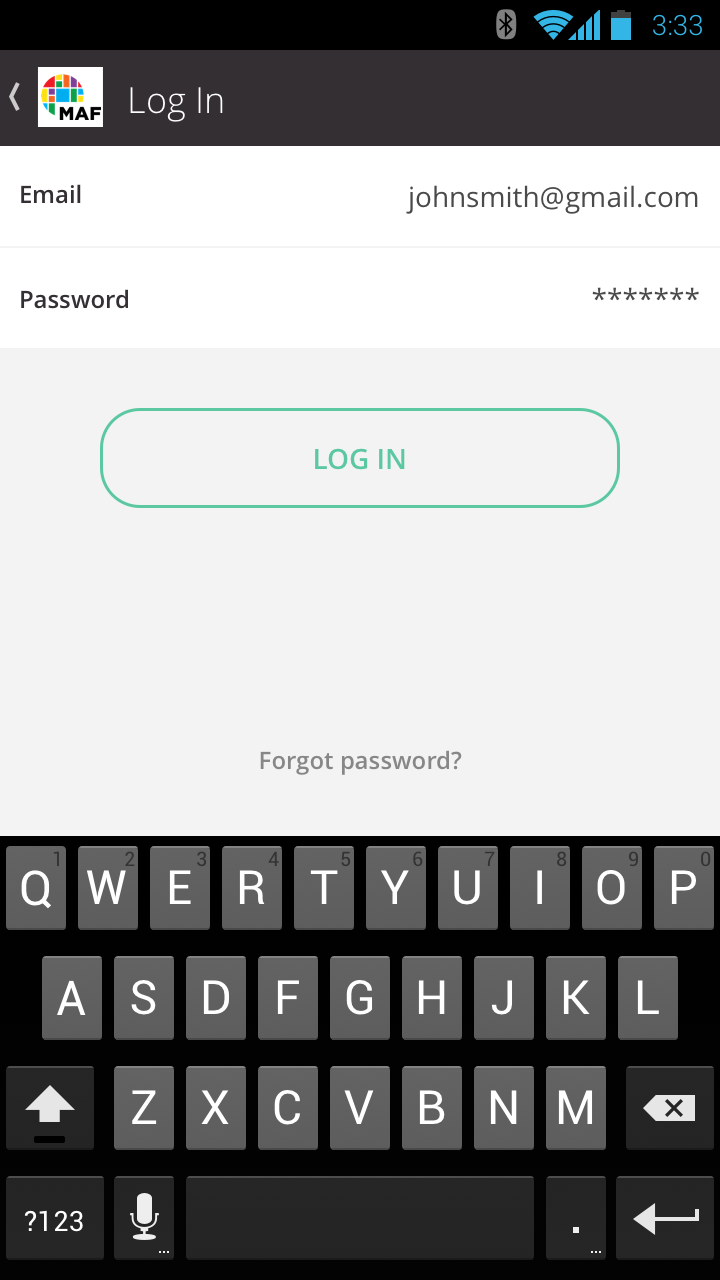 3:33
MAF Log In
Email johnsmith@gmail.com
Password *******
LOG IN
Forgot password?
1 2 3 4 5 6 7 8 9 0
Q W E R T Y U I O P
A S D F G H J K L
Z X C V B N M
?123 ... . ...